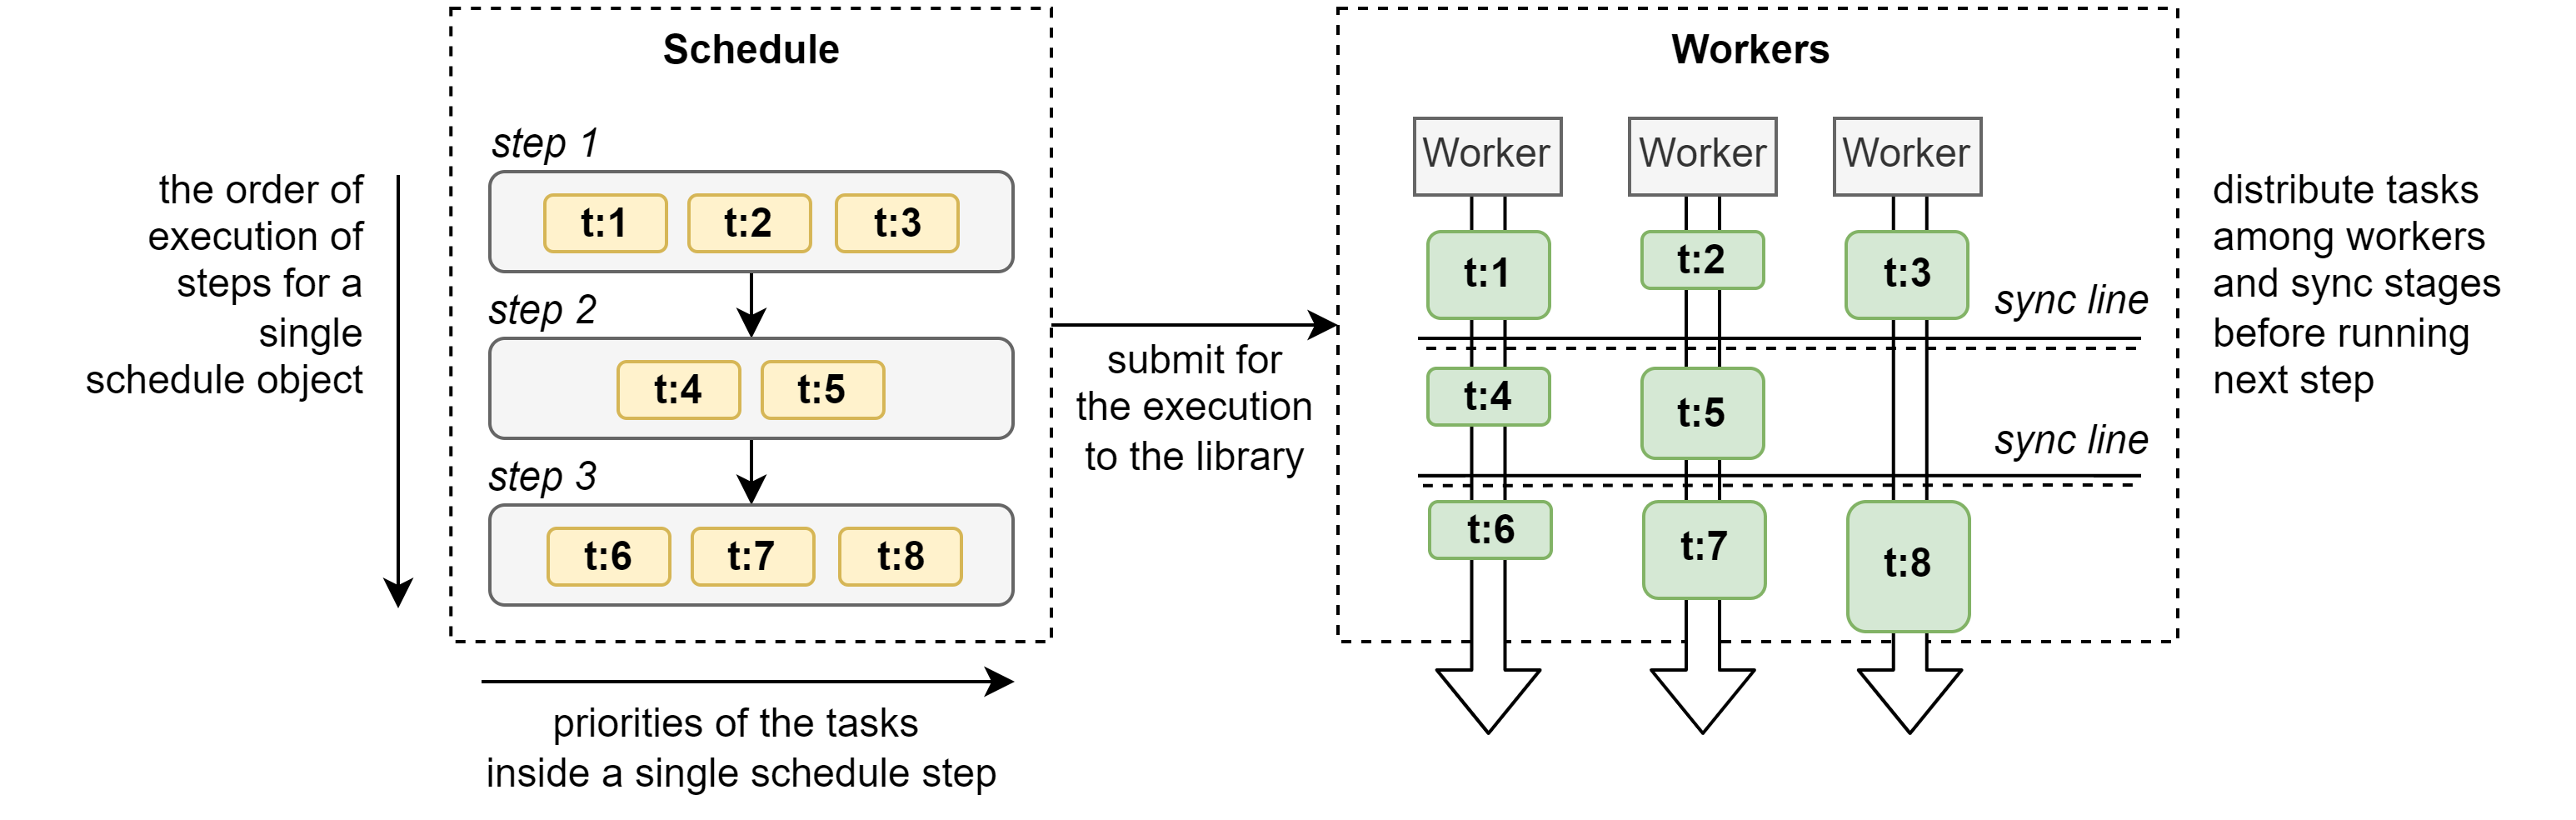 the order of
execution of
steps for a
single
schedule object
Schedule
step 1
t:1 t:2 t:3
step 2
t:4 t:5
step 3
t:6 t:7 t:8
priorities of the tasks
inside a single schedule step
submit for
the execution
to the library
Workers
Worker Worker Worker
t:1 t:2 t:3
sync line
t:4 t:5
sync line
t:6 t:7 t:8
distribute tasks
among workers
and sync stages
before running
next step